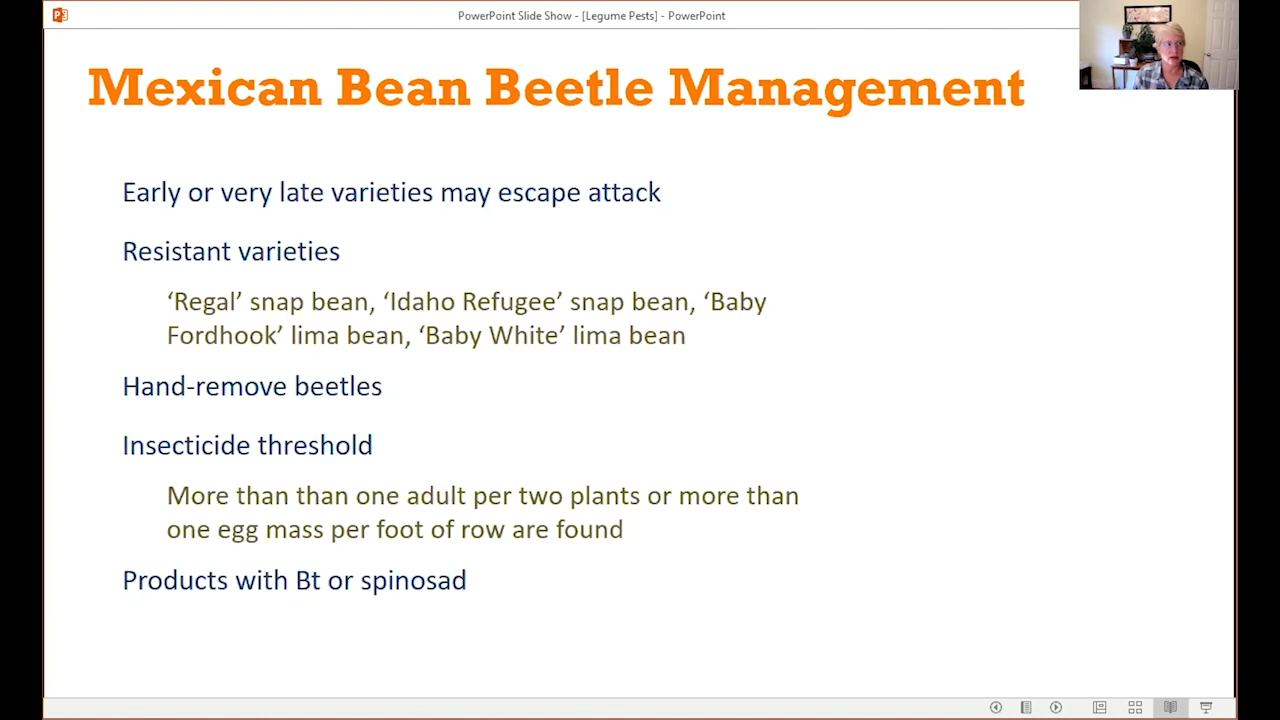 PowerPoint Slide Show - [Legume Pests] - PowerPoint
Mexican Bean Beetle Management
Early or very late varieties may escape attack
Resistant varieties
‘Regal’ snap bean, ‘Idaho Refugee’ snap bean, ‘Baby
Fordhook’ lima bean, ‘Baby White’ lima bean
Hand-remove beetles
Insecticide threshold
More than than one adult per two plants or more than
one egg mass per foot of row are found
Products with Bt or spinosad